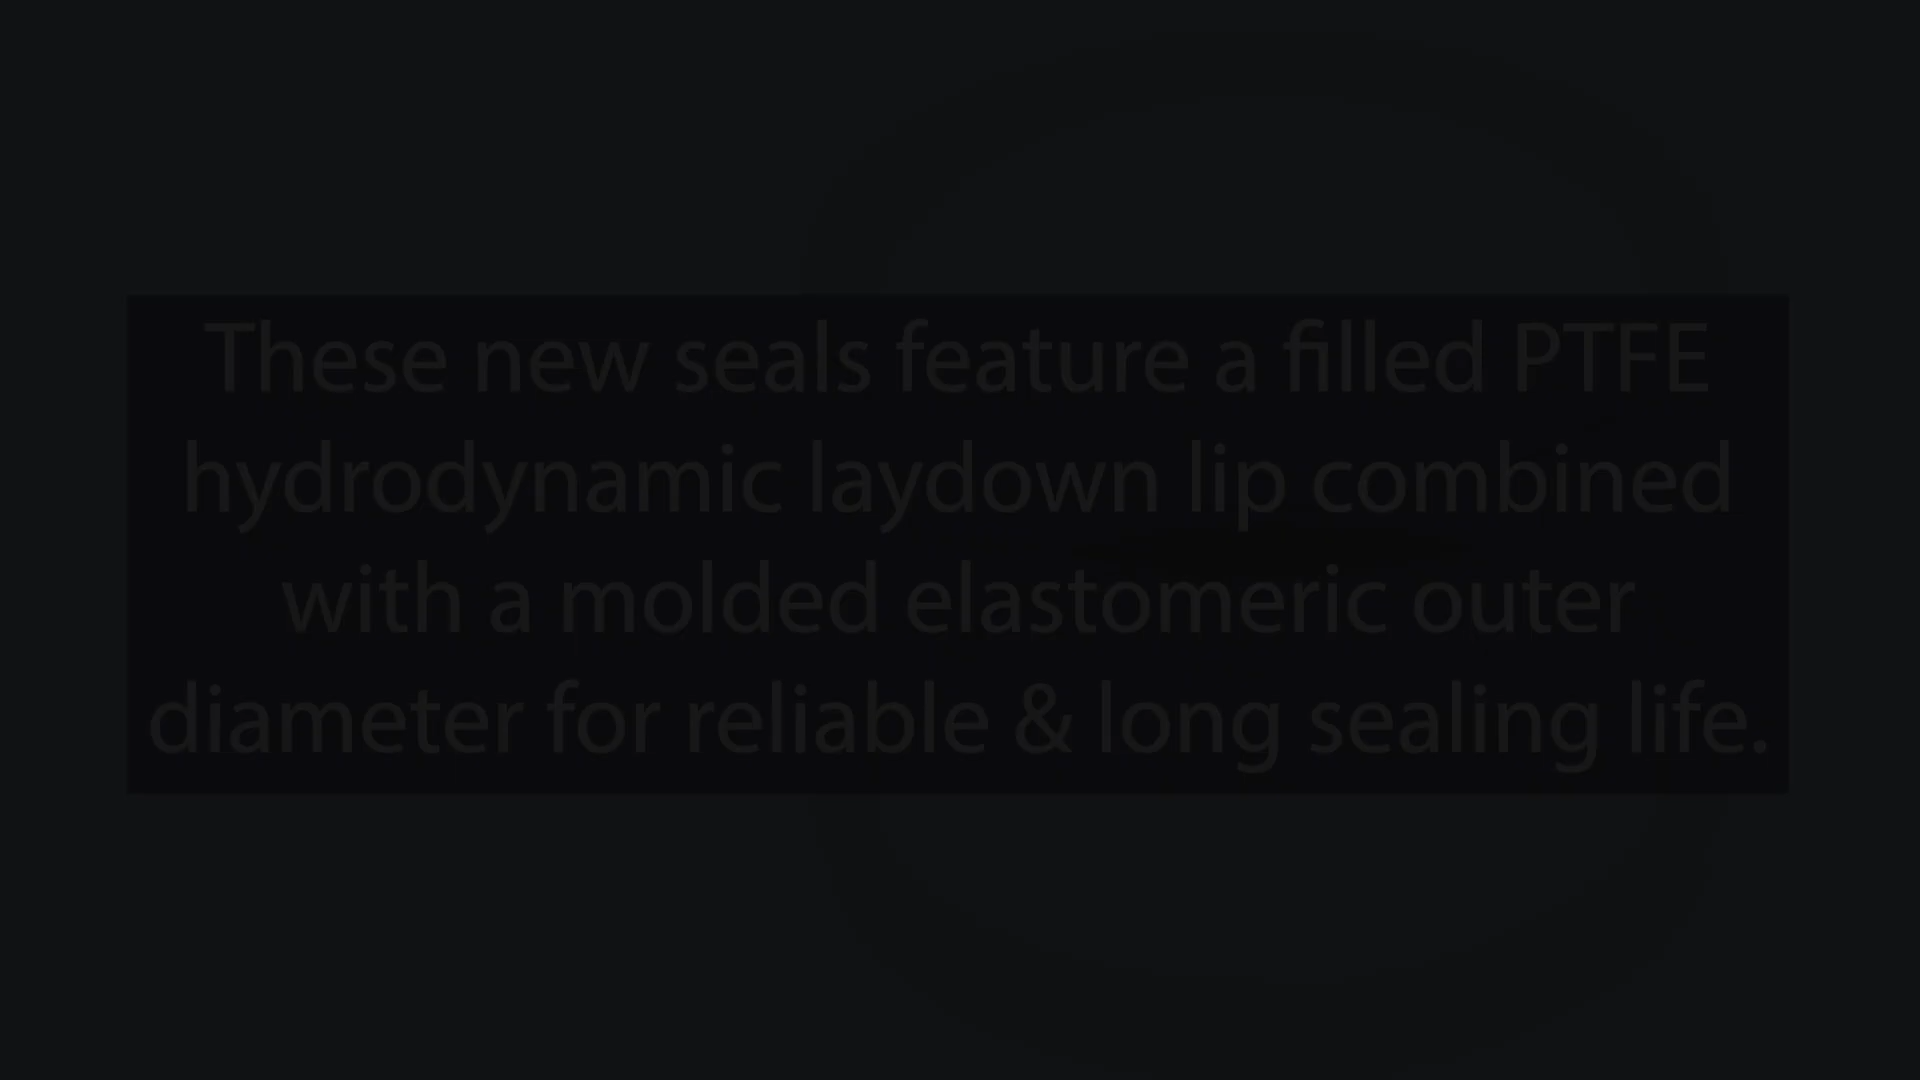 These new seals feature a filled PTFE
hydrodynamic laydown lip combined
with a molded elastomeric outer
diameter for reliable & long sealing life.